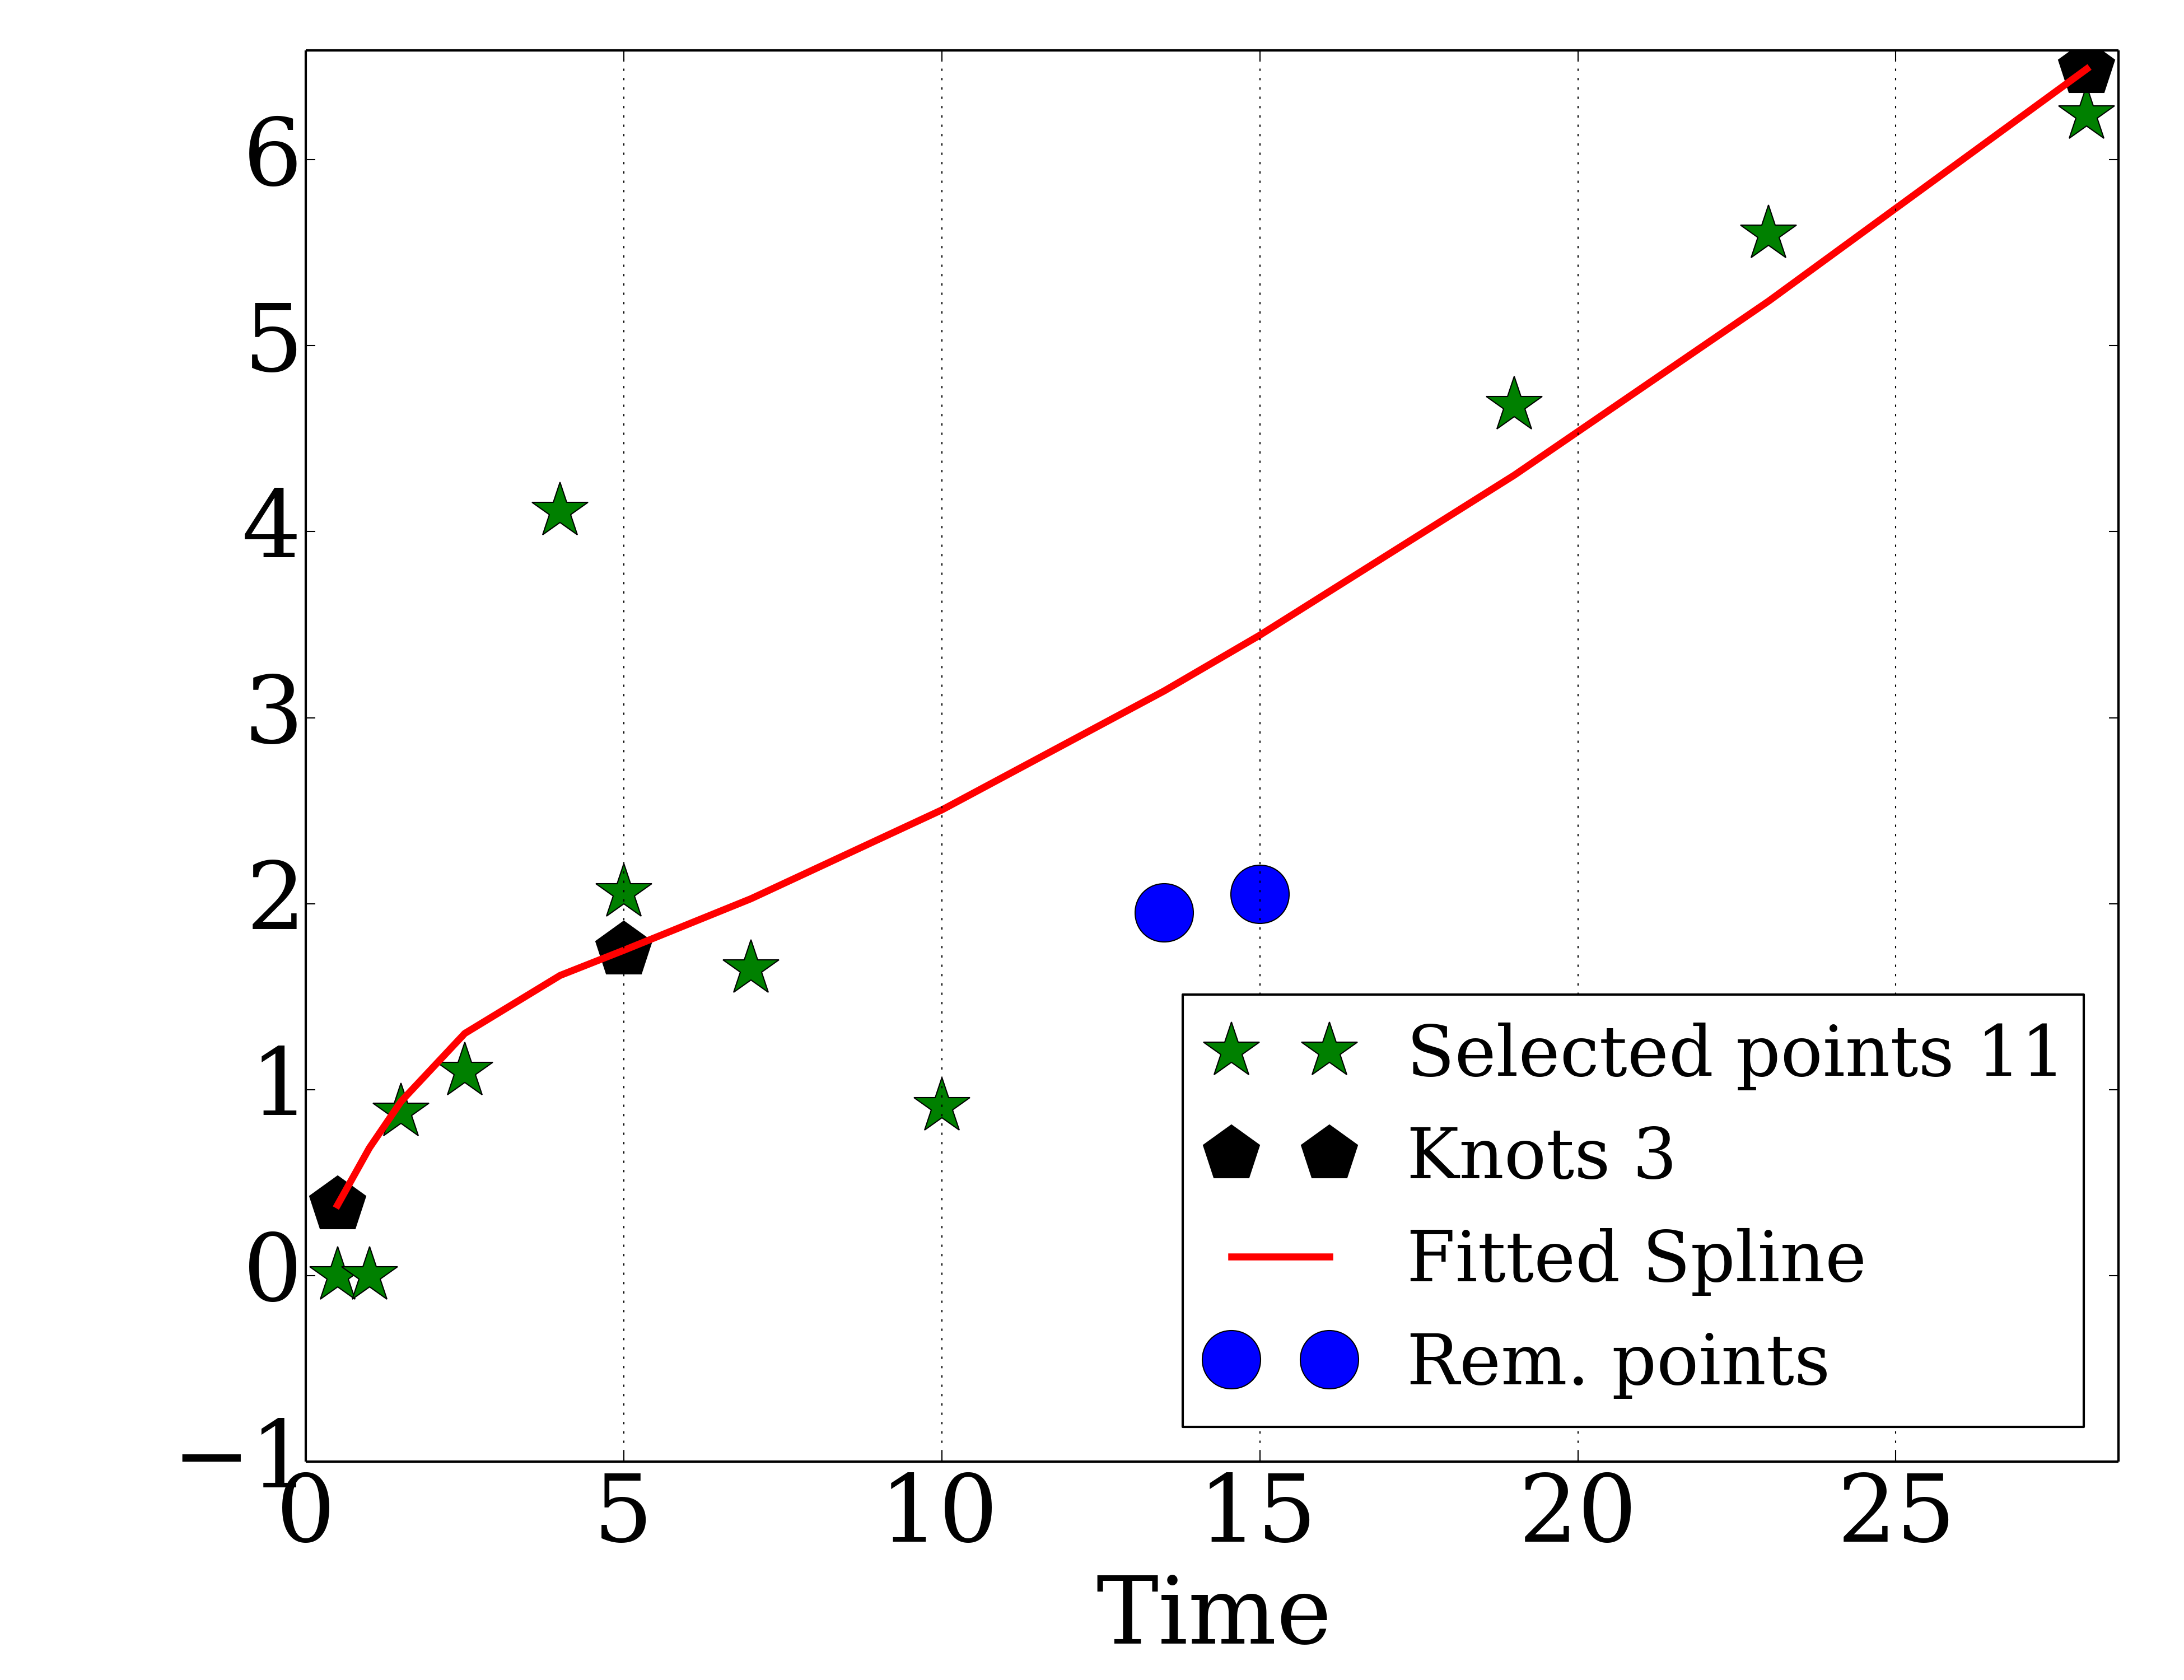 6
5
4
3
2
1
0
−1
Selected points 11
Knots 3
Fitted Spline
Rem. points
0 5 10 15 20 25
Time